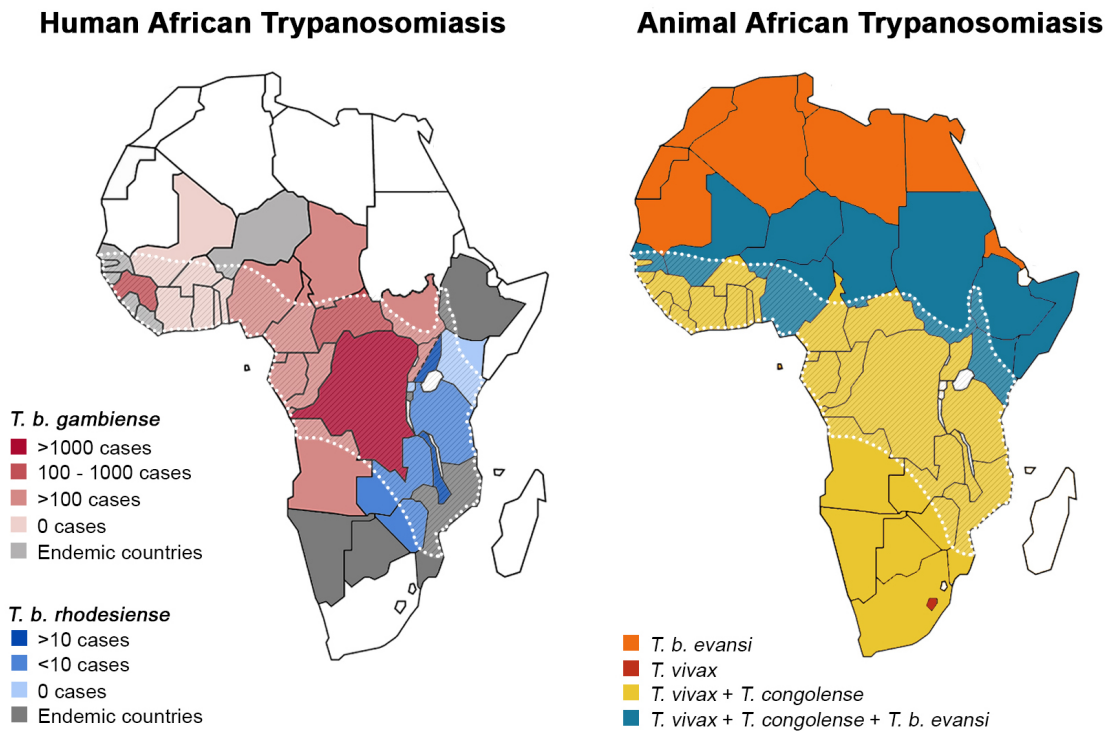 Human African Trypanosomiasis
Animal African Trypanosomiasis
T. b. gambiense
>1000 cases
100 - 1000 cases
>100 cases
0 cases
Endemic countries
T. b. rhodesiense
>10 cases
<10 cases
0 cases
Endemic countries
T. b. evansi
T. vivax
T. vivax + T. congolense
T. vivax + T. congolense + T. b. evansi